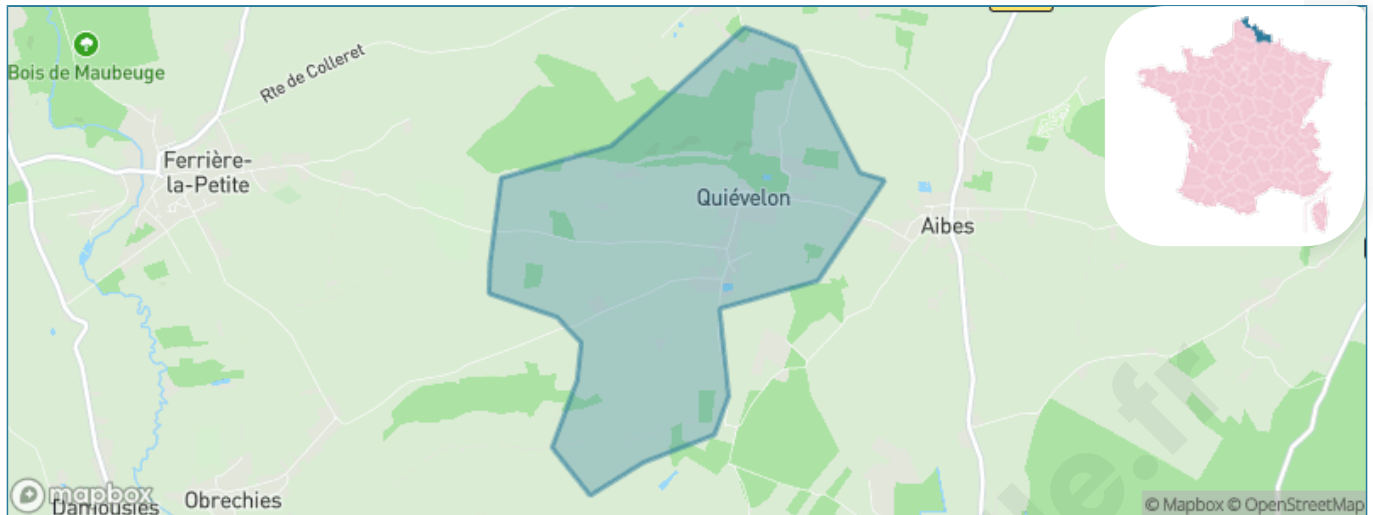 Bois de Maubeuge
Rte de Colleret
Ferrière-
la-Petite
Quiévelon
Aibes
mapbox
Damousies
Obrechies
© Mapbox © OpenStreetMap